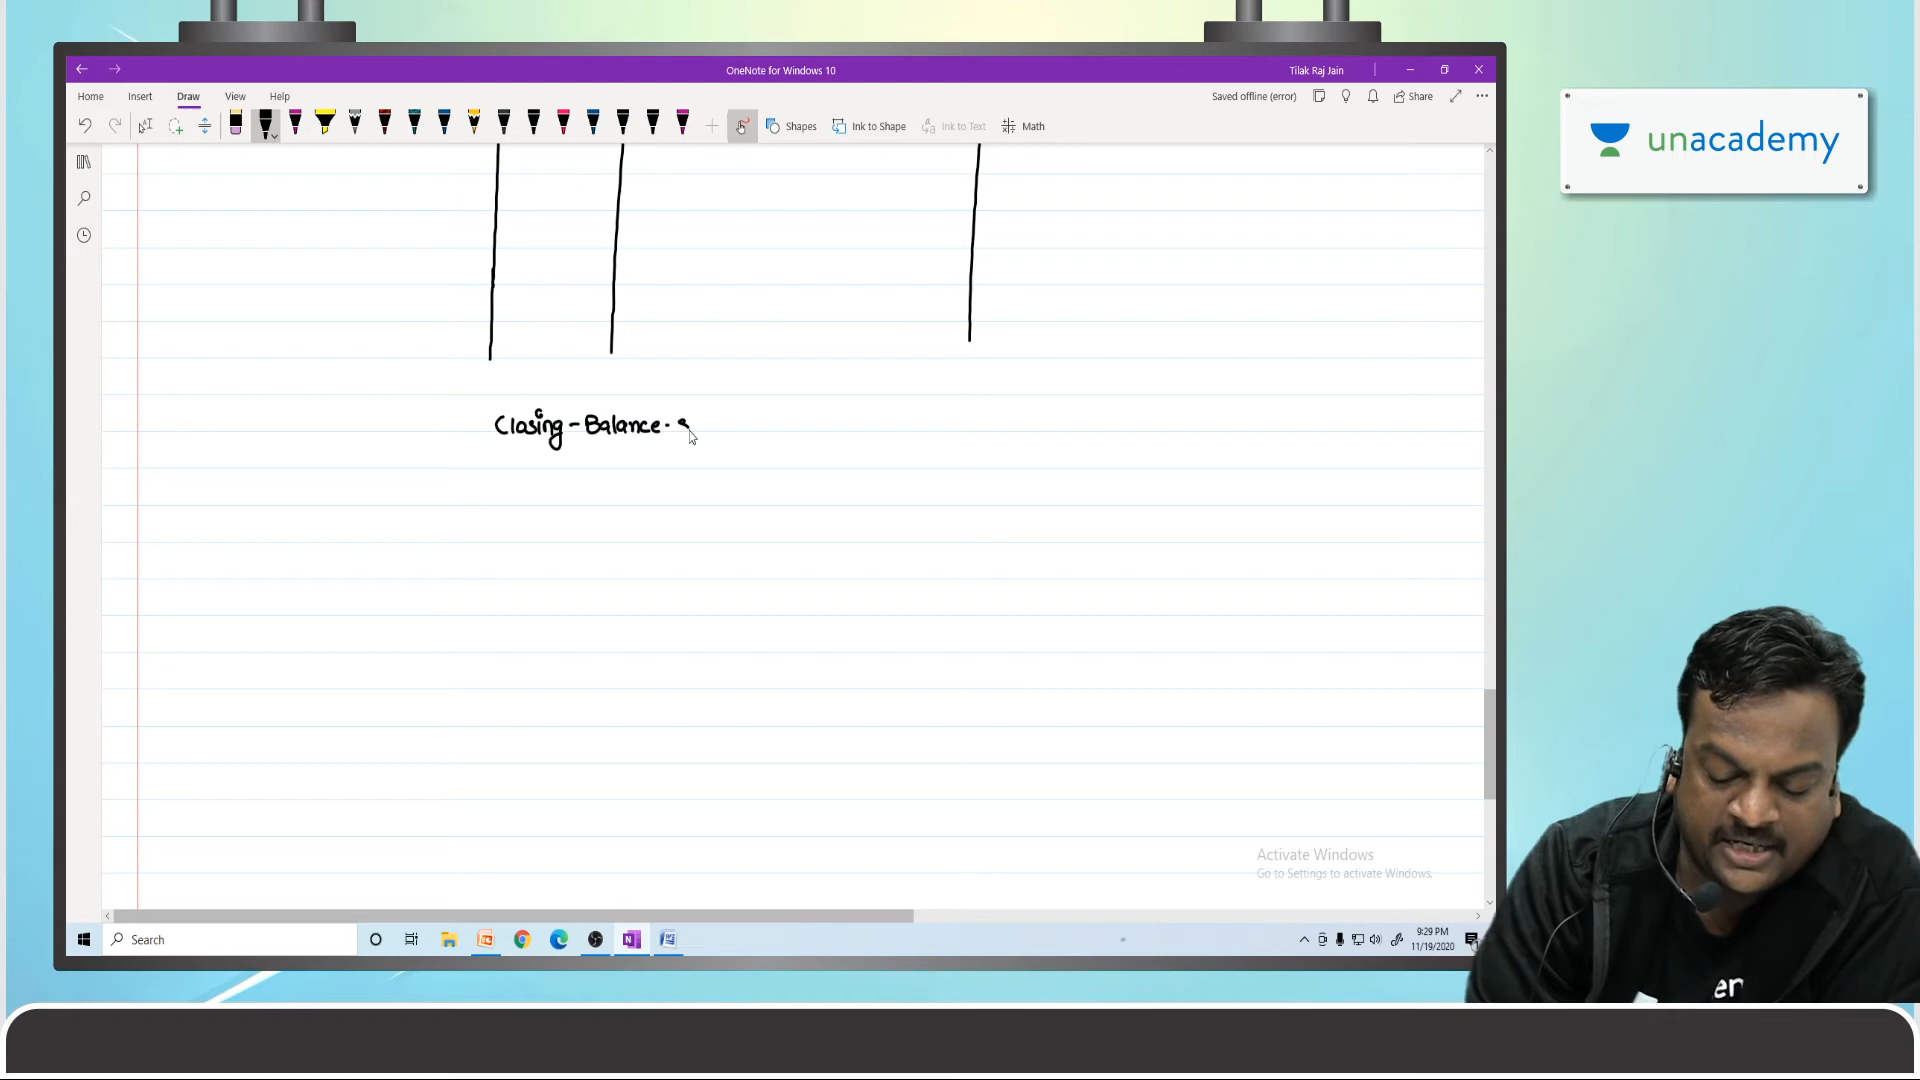 OneNote for Windows 10
Tilak Raj Jain
Home Insert Draw View Help
Saved offline (error) Share
Shapes Ink to Shape Ink to Text Math
unacademy
Closing - Balance -
Activate Windows
Go to Settings to activate Windows.
Search
9:29 PM
11/19/2020
en